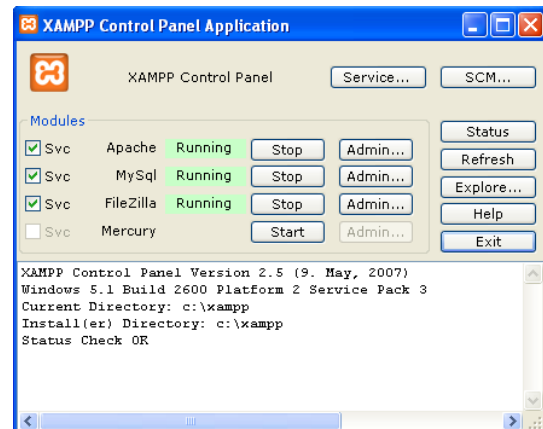 XAMPP Control Panel Application
XAMPP Control Panel Service... SCM...
Modules
Status
Svc Apache Running Stop Admin...
Refresh
Svc MySql Running Stop Admin...
Explore...
Svc FileZilla Running Stop Admin...
Help
Svc Mercury Start Admin...
Exit
XAMPP Control Panel Version 2.5 (9. May, 2007)
Windows 5.1 Build 2600 Platform 2 Service Pack 3
Current Directory: c:\xampp
Install(er) Directory: c:\xampp
Status Check OK